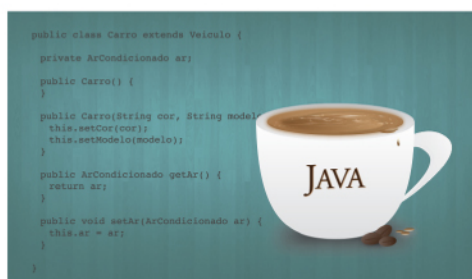 public class Carro extends Veiculo {
private ArCondicionado ar;
public Carro() {
}
public Carro(String cor, String modelo
this.setCor(cor);
this.setModelo(modelo);
}
public ArCondicionado getAr() {
return ar;
}
public void setAr(ArCondicionado ar) {
this.ar = ar;
}
}
JAVA